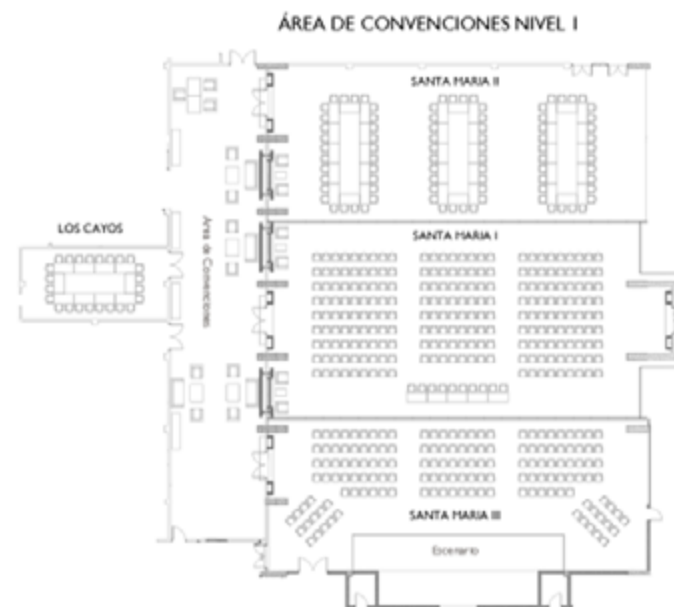 ÁREA DE CONVENCIONES NIVEL I
SANTA MARIA II
LOS CAYOS
Área de Convenciones
SANTA MARIA I
SANTA MARIA III
Escenario